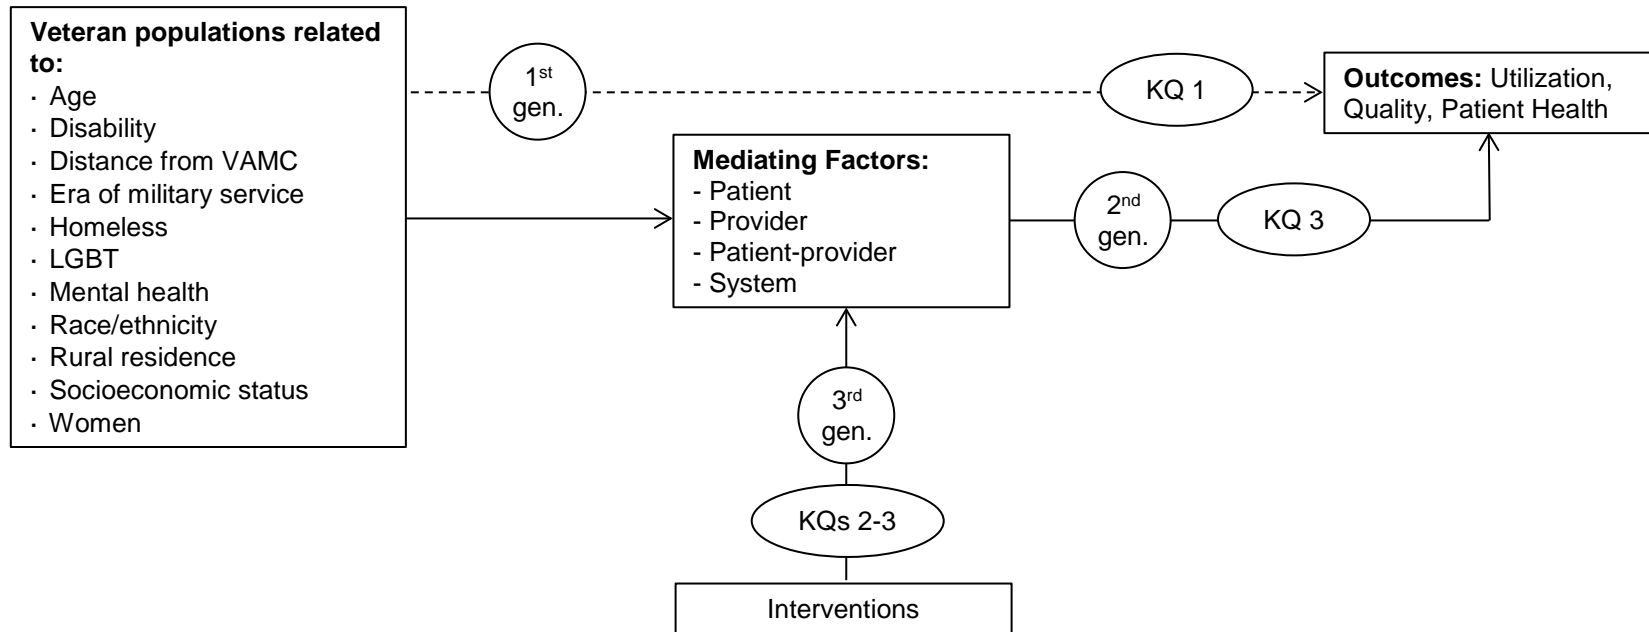 Veteran populations related
to:
· Age
· Disability
· Distance from VAMC
· Era of military service
· Homeless
· LGBT
· Mental health
· Race/ethnicity
· Rural residence
· Socioeconomic status
· Women
1st
gen.
KQ 1
Outcomes: Utilization,
Quality, Patient Health
Mediating Factors:
- Patient
- Provider
- Patient-provider
- System
2nd
gen.
KQ 3
3rd
gen.
KQs 2-3
Interventions